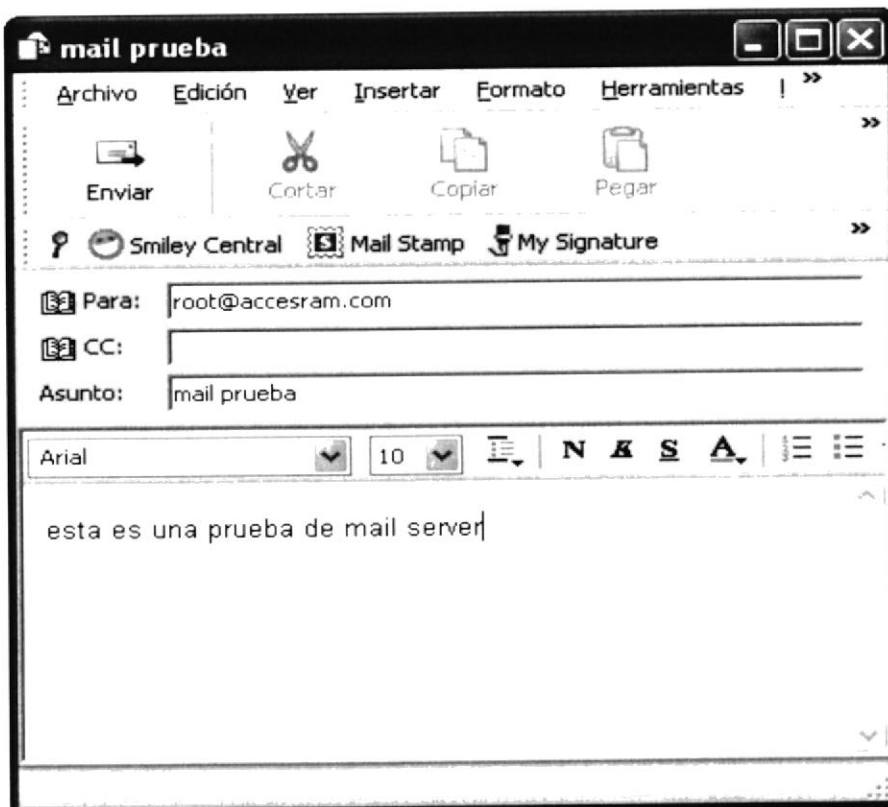 mail prueba
Archivo Edición Ver Insertar Formato Herramientas »
»
Enviar Cortar Copiar Pegar
Smiley Central Mail Stamp My Signature »
Para: root@accesram.com
CC:
Asunto: mail prueba
Arial 10 N K S A
esta es una prueba de mail server